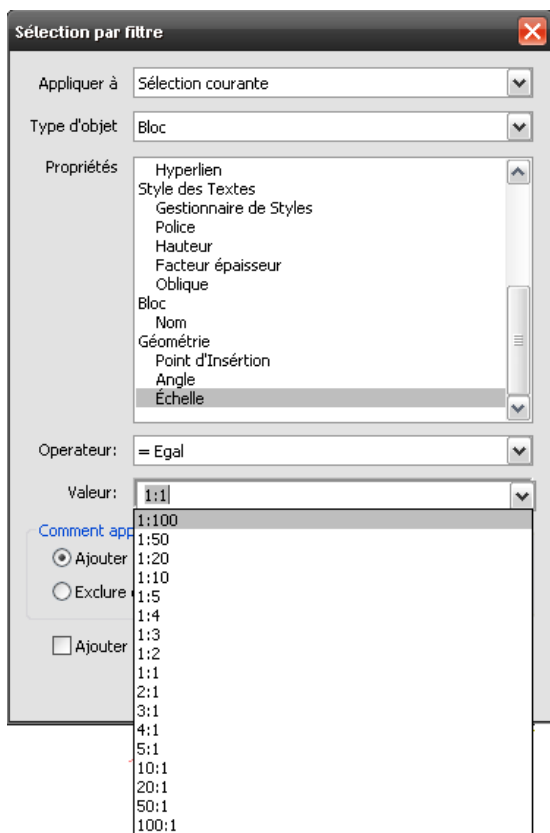 Sélection par filtre
Appliquer à Sélection courante
Type d'objet Bloc
Propriétés
Hyperlien
Style des Textes
Gestionnaire de Styles
Police
Hauteur
Facteur épaisseur
Oblique
Bloc
Nom
Géométrie
Point d'Insértion
Angle
Échelle
Operateur: = Egal
Valeur: 1:1
Comment app
Ajouter
Exclure
Ajouter
1:100
1:50
1:20
1:10
1:5
1:4
1:3
1:2
1:1
2:1
3:1
4:1
5:1
10:1
20:1
50:1
100:1